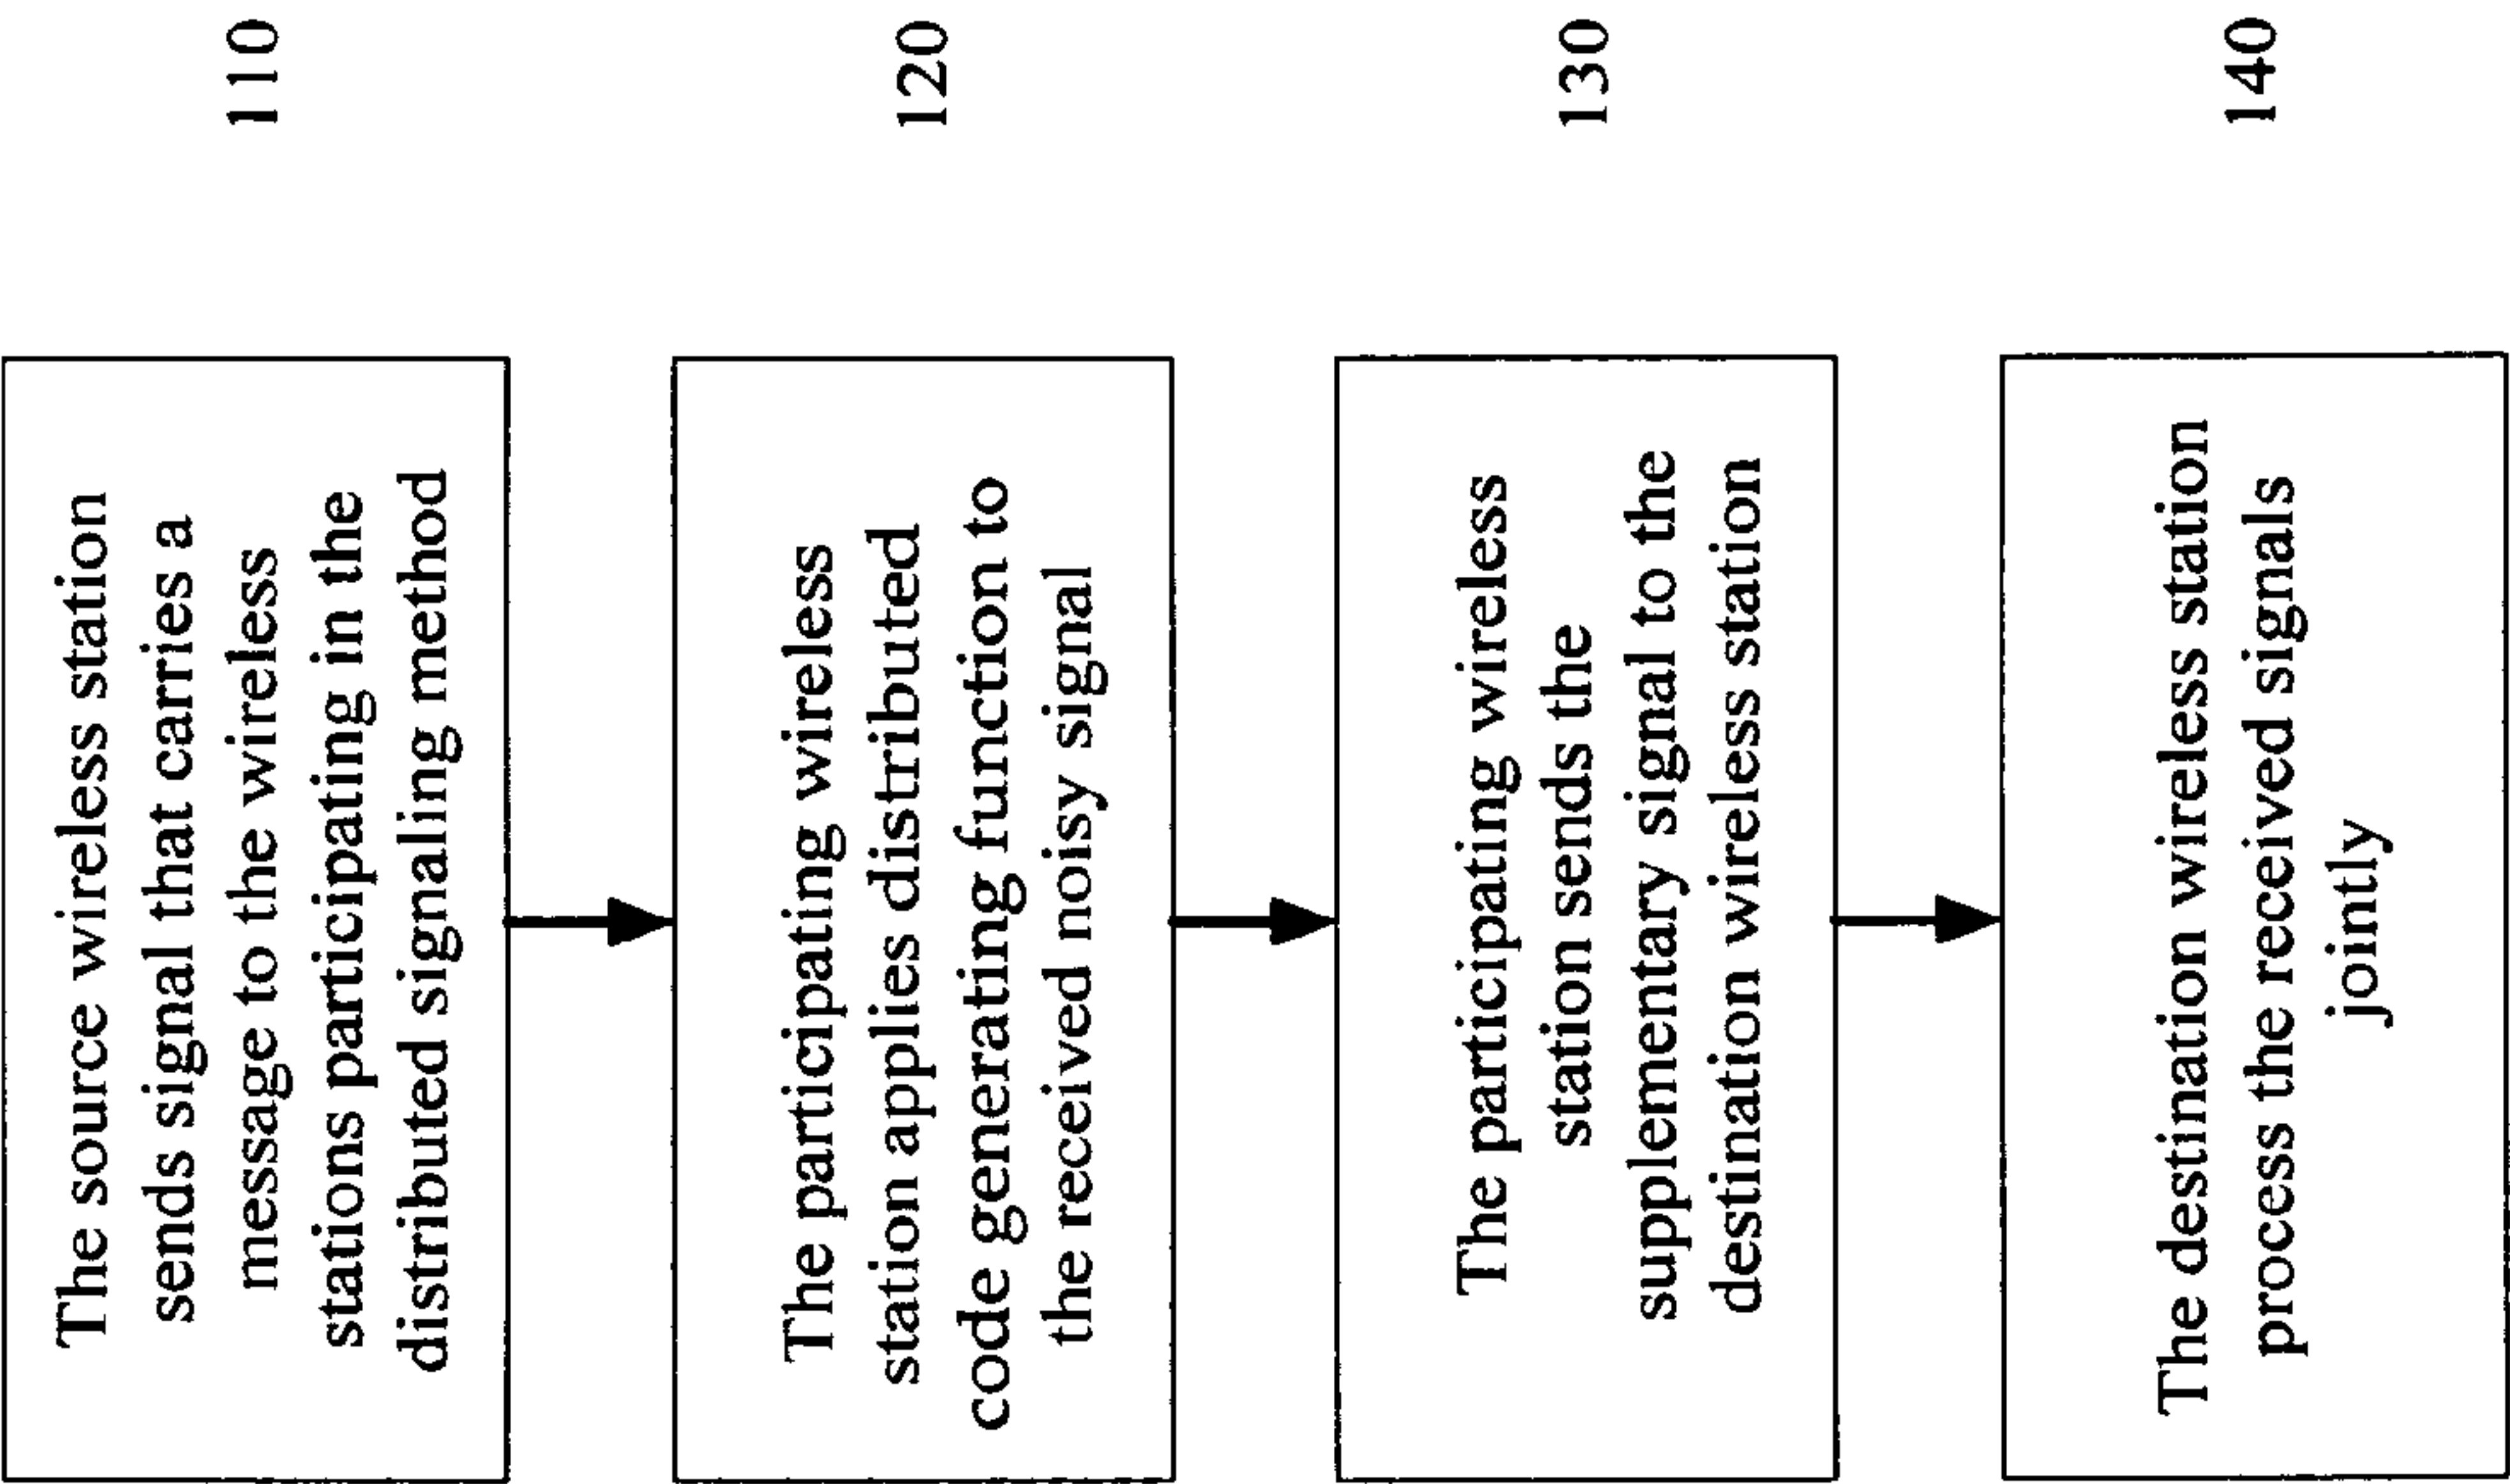 The source wireless station
sends signal that carries a
message to the wireless
stations participating in the
distributed signaling method
110
The participating wireless
station applies distributed
code generating function to
the received noisy signal
120
The participating wireless
station sends the
supplementary signal to the
destination wireless station
130
The destination wireless station
process the received signals
jointly
140